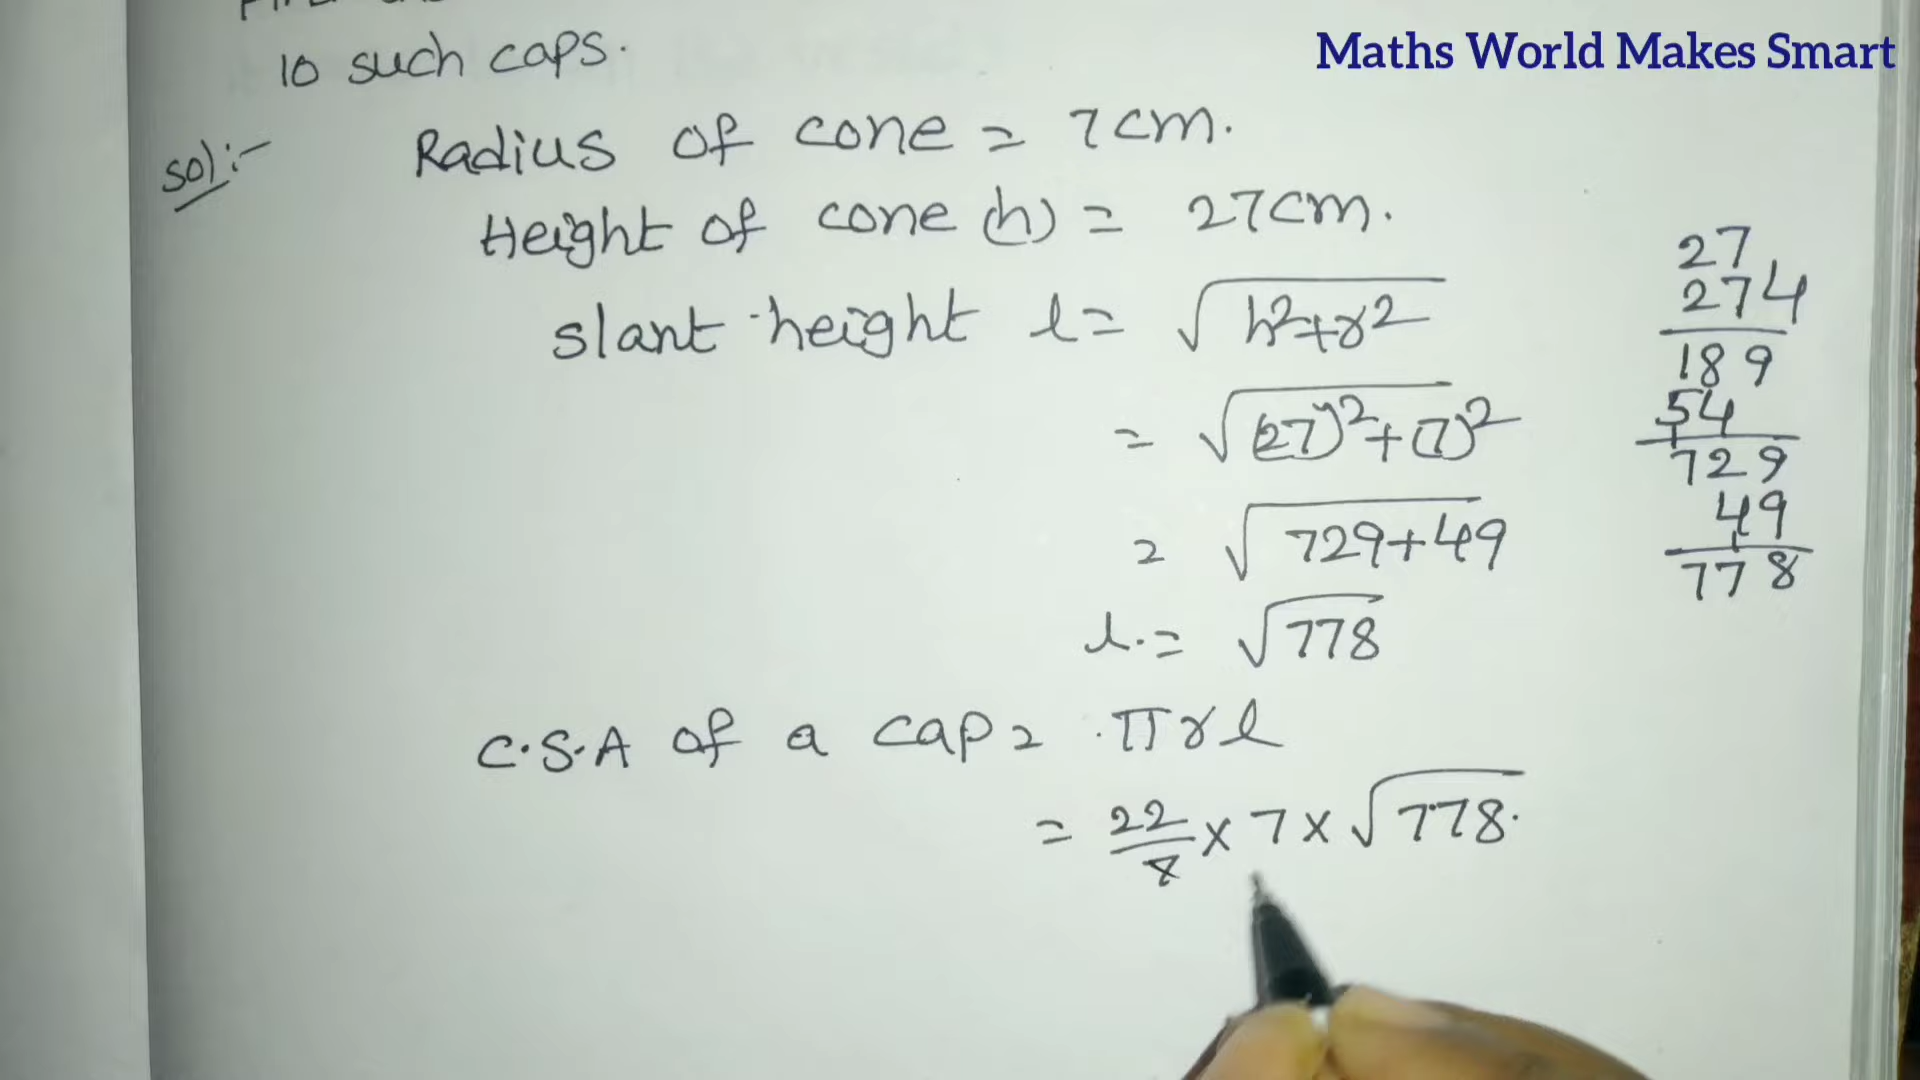 Maths World Makes Smart
10 such caps.
Sol:-
Radius of cone = 7cm.
Height of cone (h) = 27cm.
slant height l = √h²+r²
= √(27)²+(7)²
= √729+49
l = √778
C.S.A of a cap = πrl
= 22/7 × 7 × √778.
27
27 4
189
54
729
49
778